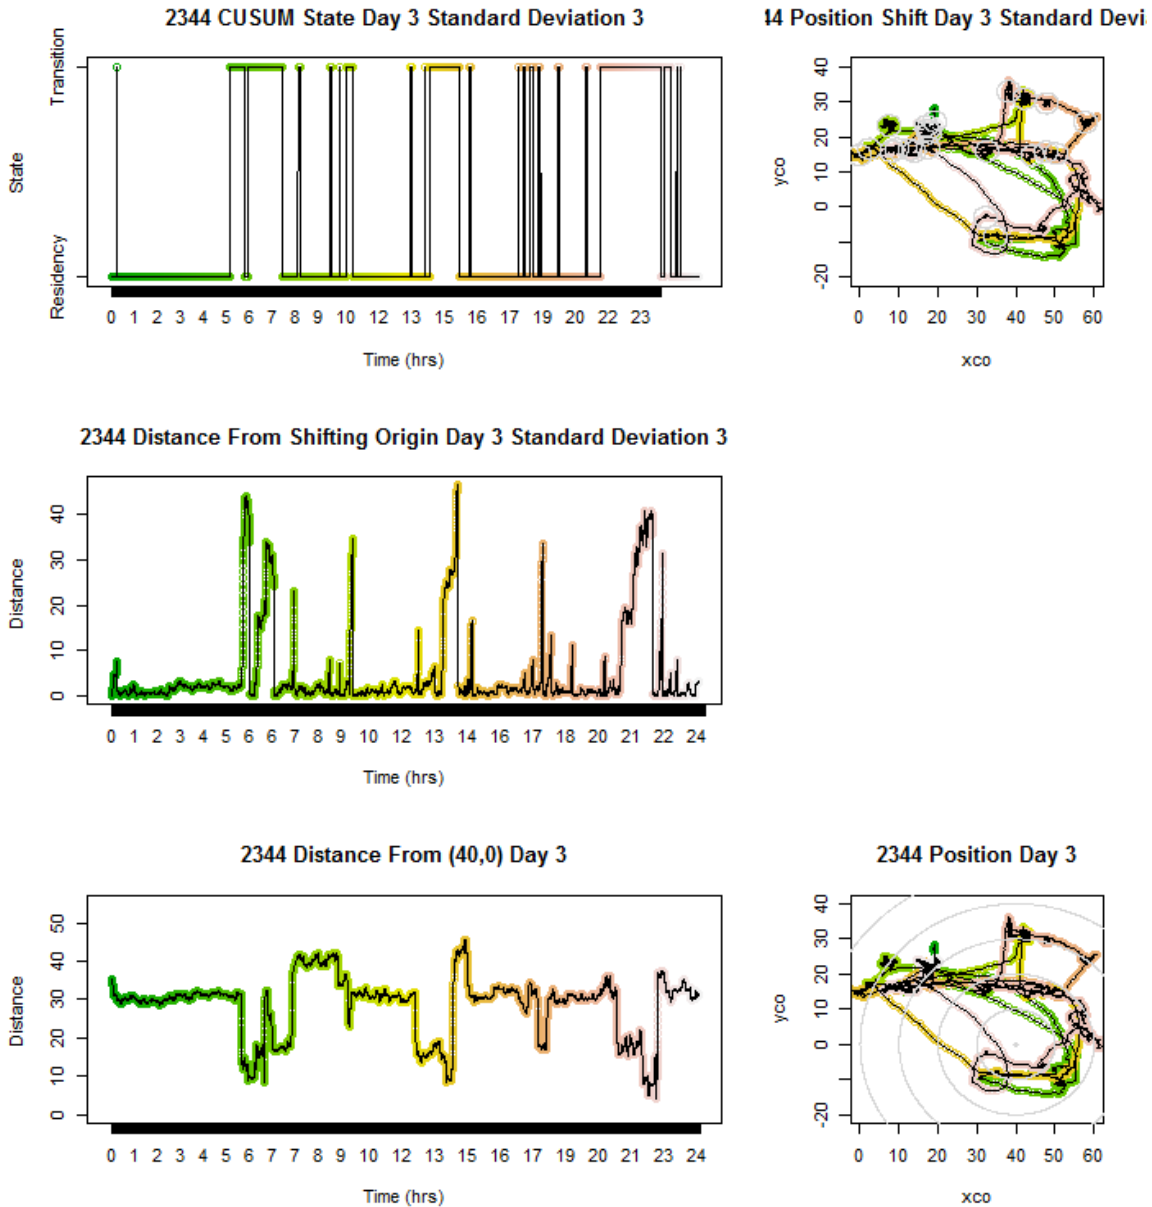 2344 CUSUM State Day 3 Standard Deviation 3
State
Residency Transition
0 1 2 3 4 5 6 7 8 9 10 12 13 15 16 17 19 20 22 23
Time (hrs)
44 Position Shift Day 3 Standard Devi
yco
-20 0 10 20 30 40
0 10 20 30 40 50 60
xco
2344 Distance From Shifting Origin Day 3 Standard Deviation 3
Distance
0 10 20 30 40
0 1 2 3 4 5 6 6 7 8 9 10 12 13 15 17 18 20 21 22 24
Time (hrs)
2344 Distance From (40,0) Day 3
Distance
0 10 20 30 40 50
0 1 2 3 4 5 6 7 7 8 9 10 12 13 15 17 18 20 21 23 24
Time (hrs)
2344 Position Day 3
yco
-20 0 10 20 30 40
0 10 20 30 40 50 60
xco